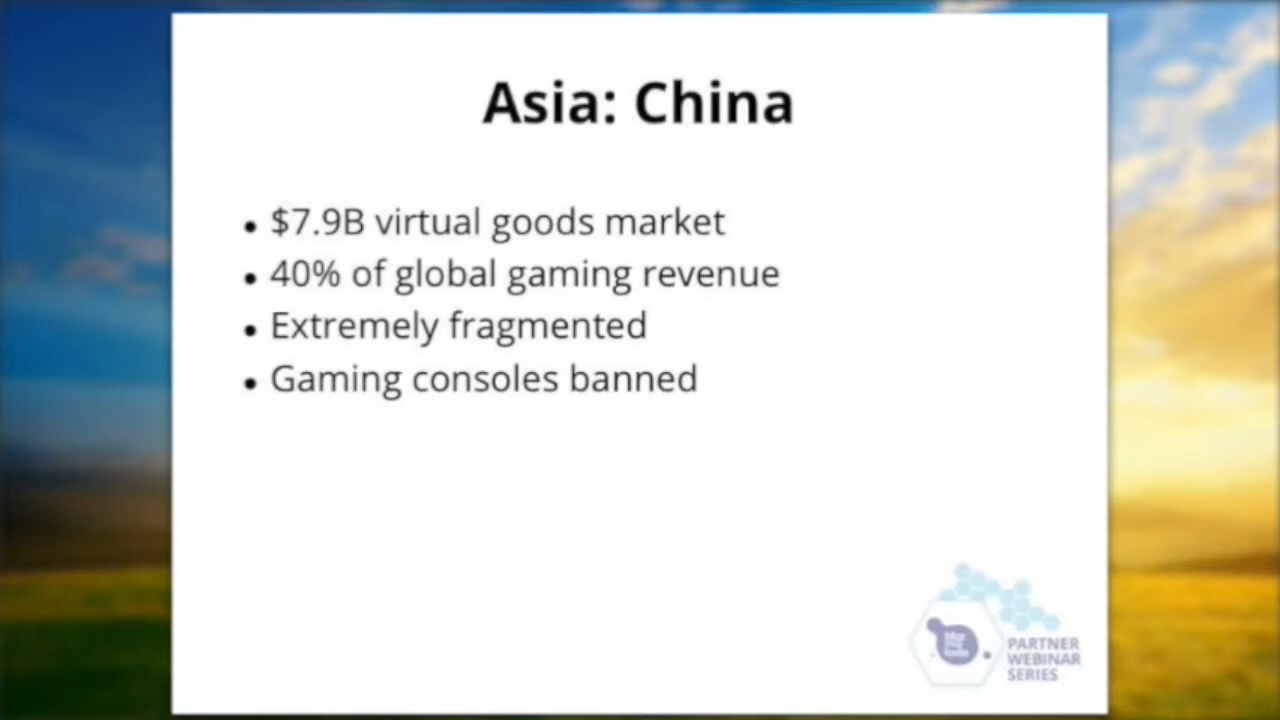 Asia: China
• $7.9B virtual goods market
• 40% of global gaming revenue
• Extremely fragmented
• Gaming consoles banned
PARTNER
WEBINAR
SERIES